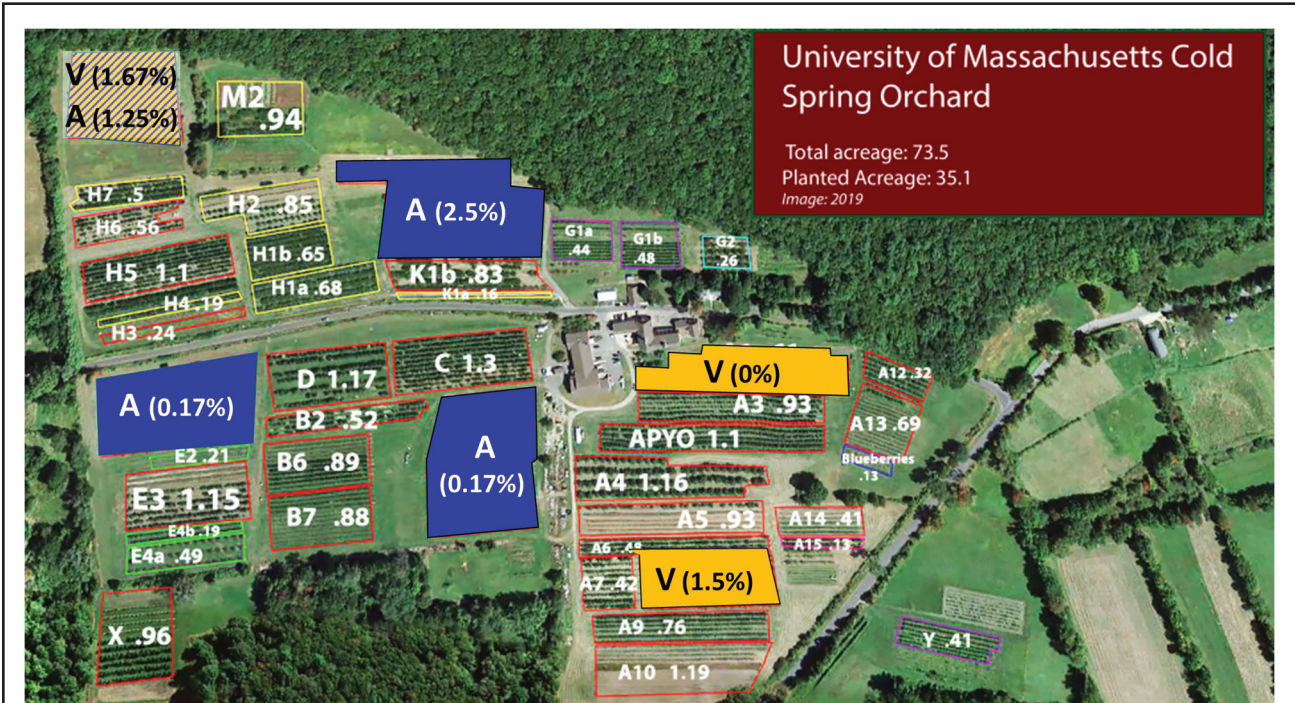 University of Massachusetts Cold
Spring Orchard
Total acreage: 73.5
Planted Acreage: 35.1
Image: 2019
V (1.67%)
A (1.25%)
M2
.94
H7 .5
H6 .56
H2 .85
A (2.5%)
G1a
.44
G1b
.48
G2
.26
H5 1.1
H1b .65
K1b .83
K1a .16
H4 .19
H1a .68
H3 .24
A (0.17%)
D 1.17
C 1.3
V (0%)
A12 .32
B2 .52
A
(0.17%)
A3 .93
A13 .69
APYO 1.1
E2 .21
B6 .89
Blueberries
.13
A4 1.16
E3 1.15
B7 .88
A5 .93
A14 .41
E4b .19
A6 .48
A15 .13
E4a .49
A7 .42
V (1.5%)
X .96
A9 .76
Y .41
A10 1.19